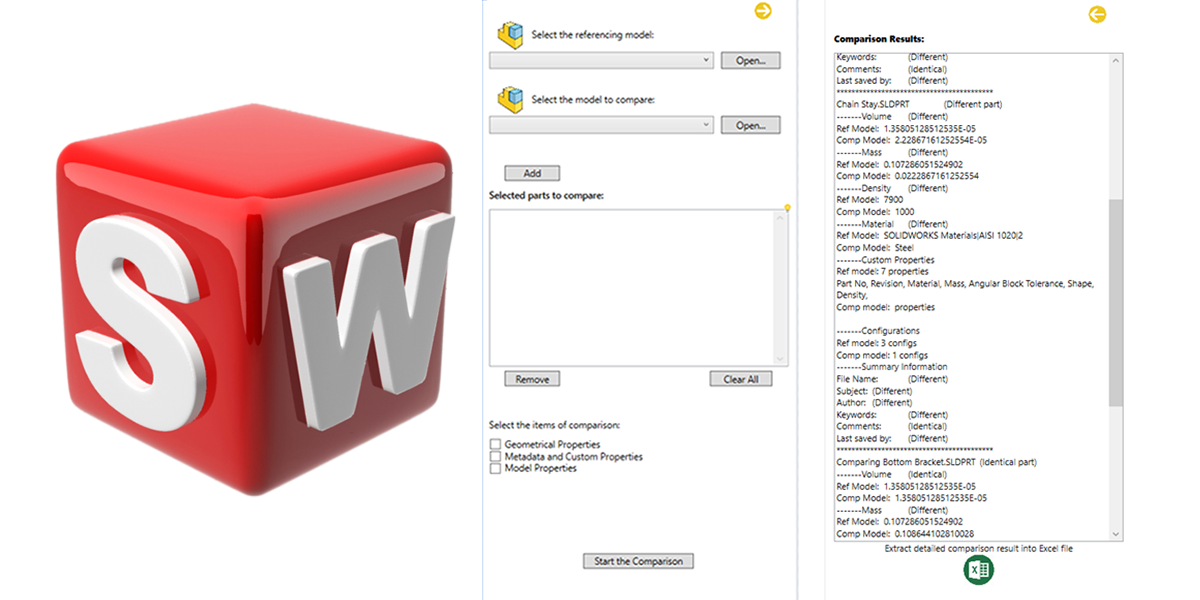 SW
Select the referencing model:
Open...
Select the model to compare:
Open...
Add
Selected parts to compare:
Remove
Clear All
Select the items of comparison:
Geometrical Properties
Metadata and Custom Properties
Model Properties
Start the Comparison
Comparison Results:
Keywords: (Different)
Comments: (Identical)
Last saved by: (Different)
******************************************
Chain Stay.SLDPRT (Different part)
-------Volume (Different)
Ref Model: 1.35805128512535E-05
Comp Model: 2.22867161252554E-05
-------Mass (Different)
Ref Model: 0.107286051524902
Comp Model: 0.0222867161252554
-------Density (Different)
Ref Model: 7900
Comp Model: 1000
-------Material (Different)
Ref Model: SOLIDWORKS Materials|AISI 1020|2
Comp Model: Steel
-------Custom Properties
Ref model: 7 properties
Part No, Revision, Material, Mass, Angular Block Tolerance, Shape,
Density,
Comp model: properties
-------Configurations
Ref model: 3 configs
Comp model: 1 configs
-------Summary Information
File Name: (Different)
Subject: (Different)
Author: (Different)
Keywords: (Different)
Comments: (Identical)
Last saved by: (Different)
******************************************
Comparing Bottom Bracket.SLDPRT (Identical part)
-------Volume (Identical)
Ref Model: 1.35805128512535E-05
Comp Model: 1.35805128512535E-05
-------Mass (Different)
Ref Model: 0.107286051524902
Comp Model: 0.108644102810028
Extract detailed comparison result into Excel file